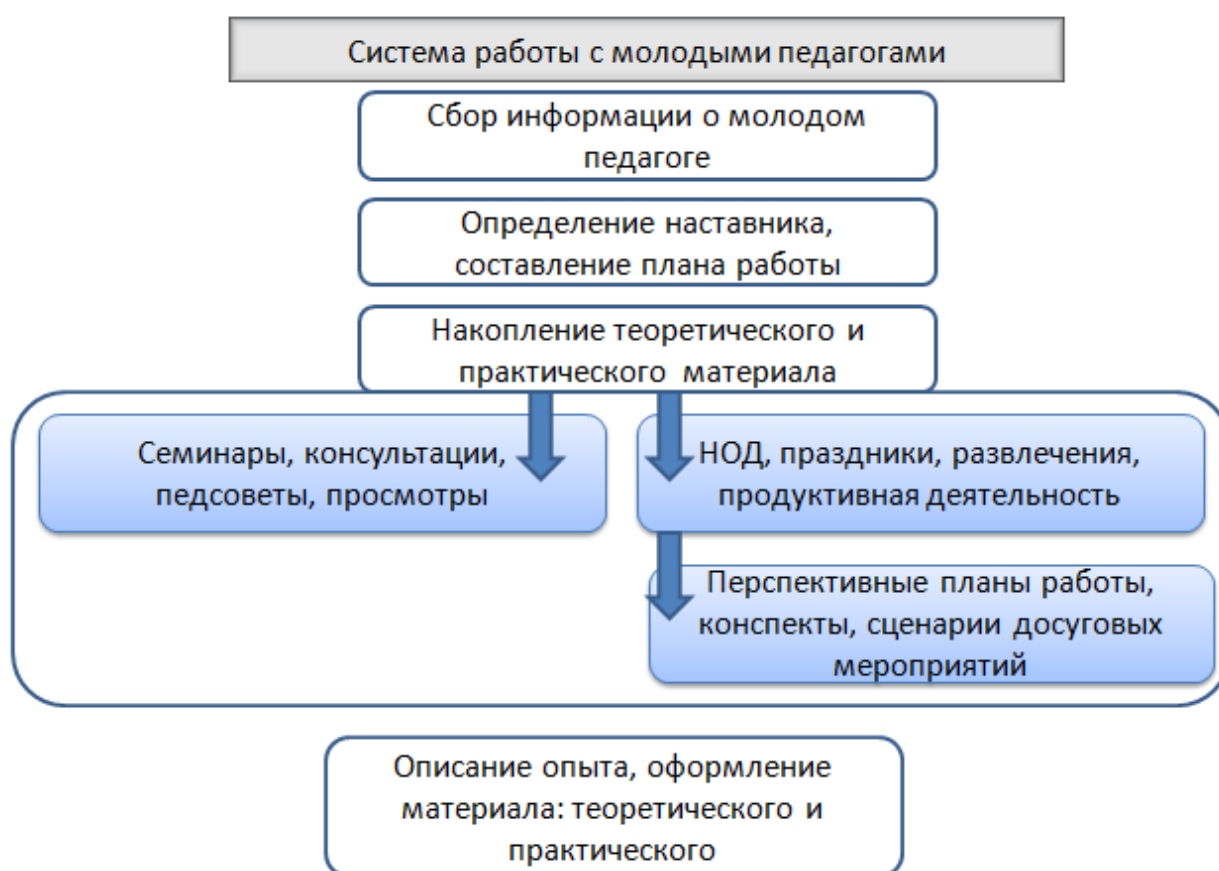 Система работы с молодыми педагогами
Сбор информации о молодом
педагоге
Определение наставника,
составление плана работы
Накопление теоретического и
практического материала
Семинары, консультации,
педсоветы, просмотры
НОД, праздники, развлечения,
продуктивная деятельность
Перспективные планы работы,
конспекты, сценарии досуговых
мероприятий
Описание опыта, оформление
материала: теоретического и
практического